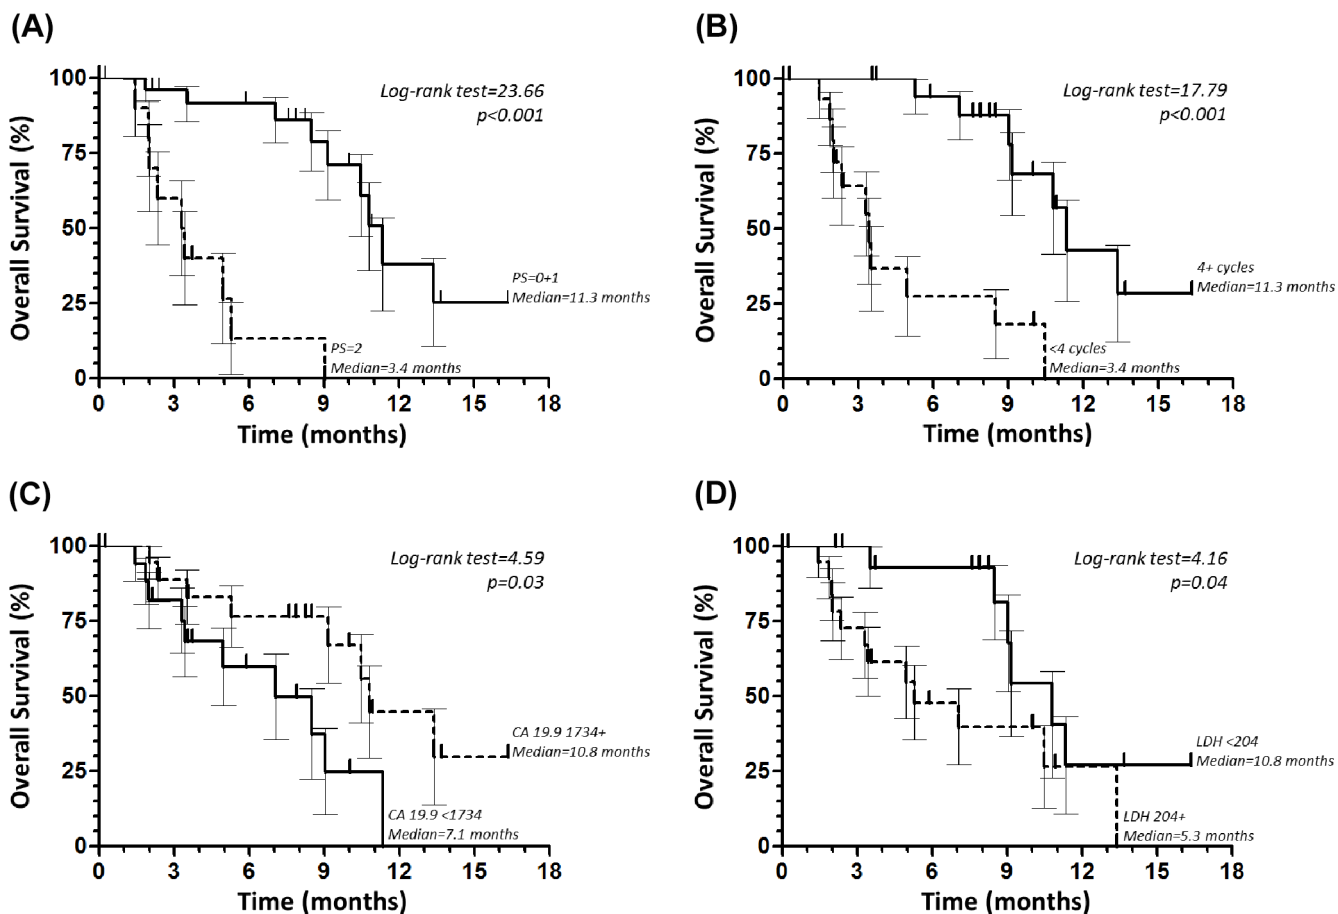 (A)
Log-rank test=23.66
p<0.001
Overall Survival (%)
100
75
50
25
0
PS=0+1
Median=11.3 months
PS=2
Median=3.4 months
0 3 6 9 12 15 18
Time (months)
(B)
Log-rank test=17.79
p<0.001
Overall Survival (%)
100
75
50
25
0
4+ cycles
Median=11.3 months
<4 cycles
Median=3.4 months
0 3 6 9 12 15 18
Time (months)
(C)
Log-rank test=4.59
p=0.03
Overall Survival (%)
100
75
50
25
0
CA 19.9 1734+
Median=10.8 months
CA 19.9 <1734
Median=7.1 months
0 3 6 9 12 15 18
Time (months)
(D)
Log-rank test=4.16
p=0.04
Overall Survival (%)
100
75
50
25
0
LDH <204
Median=10.8 months
LDH 204+
Median=5.3 months
0 3 6 9 12 15 18
Time (months)